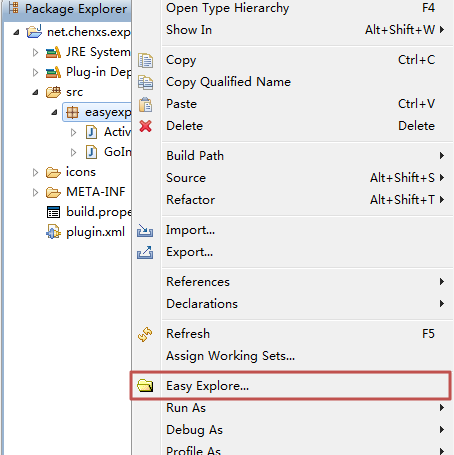 Package Explorer
net.chenxs.exp
JRE System
Plug-in Dep
src
easyexp
Activ
GoIn
icons
META-INF
build.prope
plugin.xml
Open Type Hierarchy F4
Show In Alt+Shift+W
Copy Ctrl+C
Copy Qualified Name
Paste Ctrl+V
Delete Delete
Build Path
Source Alt+Shift+S
Refactor Alt+Shift+T
Import...
Export...
References
Declarations
Refresh F5
Assign Working Sets...
Easy Explore...
Run As
Debug As
Profile As